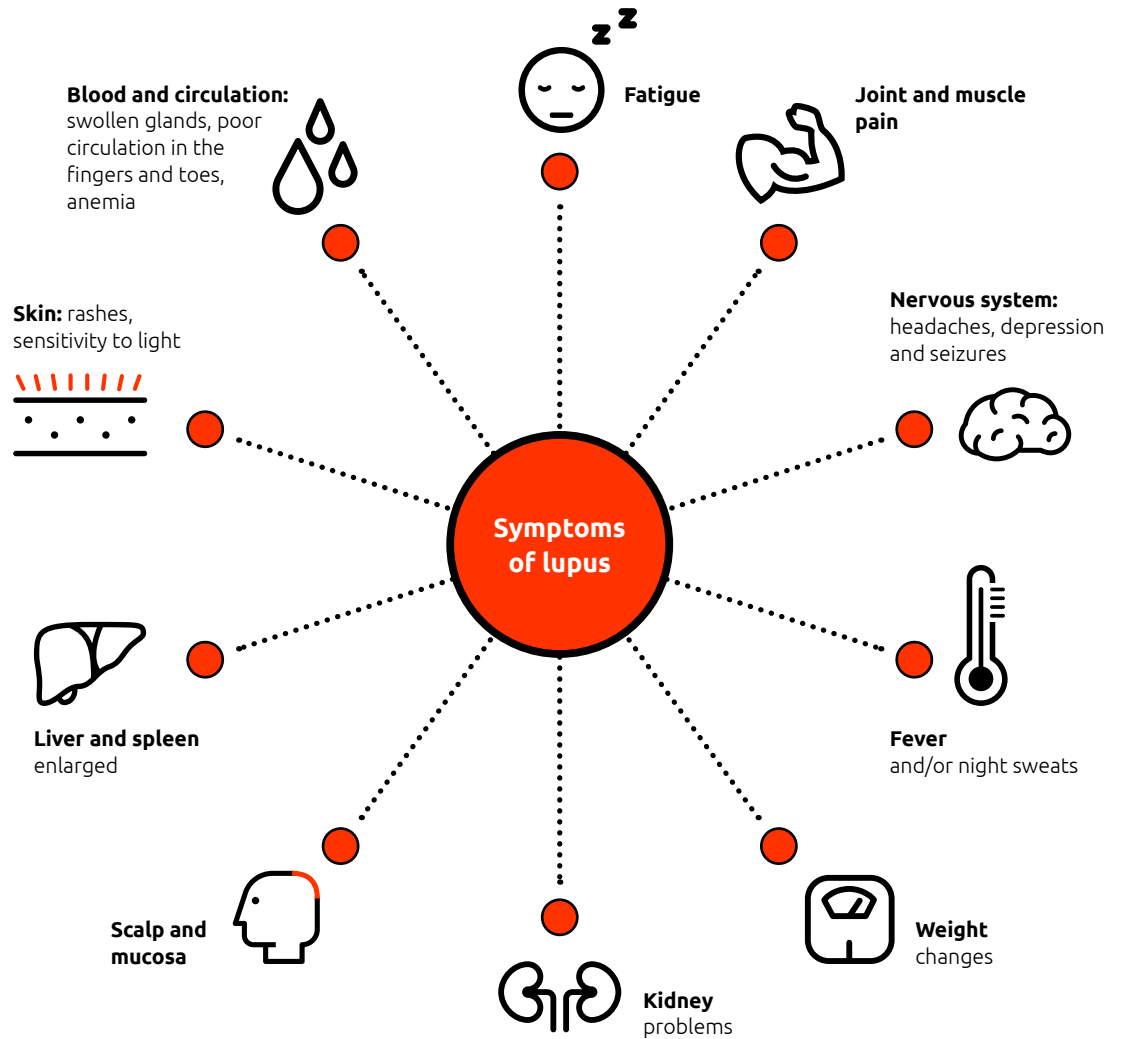 z z
Fatigue
Joint and muscle
pain
Nervous system:
headaches, depression
and seizures
Fever
and/or night sweats
Weight
changes
Kidney
problems
Scalp and
mucosa
Liver and spleen
enlarged
Skin: rashes,
sensitivity to light
Blood and circulation:
swollen glands, poor
circulation in the
fingers and toes,
anemia
Symptoms
of lupus